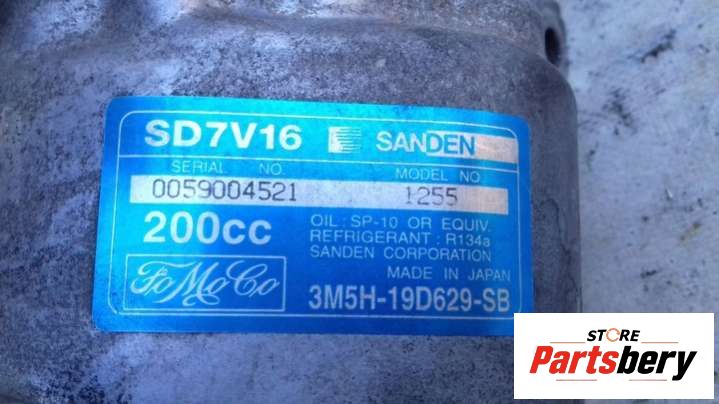 SD7V16 SANDEN
SERIAL NO. MODEL NO
0059004521 1255
200cc
OIL : SP-10 OR EQUIV.
REFRIGERANT : R134a
SANDEN CORPORATION
MADE IN JAPAN
FoMoCo
3M5H-19D629-SB
STORE
Partsbery